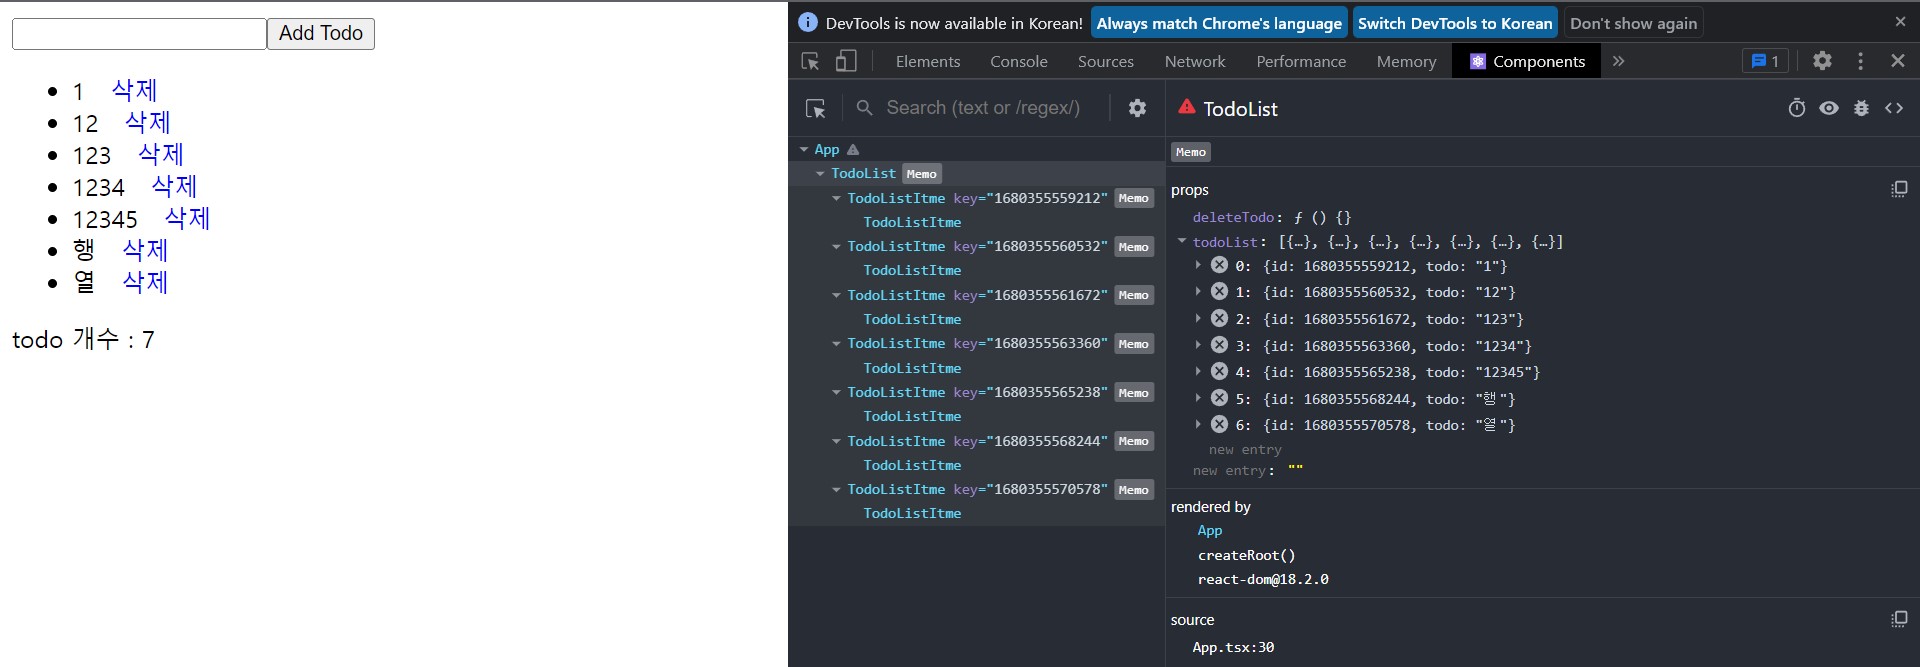 Add Todo
1 삭제
12 삭제
123 삭제
1234 삭제
12345 삭제
행 삭제
열 삭제
todo 개수 : 7
DevTools is now available in Korean! Always match Chrome's language Switch DevTools to Korean Don't show again
Elements Console Sources Network Performance Memory Components 1
Search (text or /regex/)
App
TodoList Memo
TodoListItme key="1680355559212" Memo
TodoListItme
TodoListItme key="1680355560532" Memo
TodoListItme
TodoListItme key="1680355561672" Memo
TodoListItme
TodoListItme key="1680355563360" Memo
TodoListItme
TodoListItme key="1680355565238" Memo
TodoListItme
TodoListItme key="1680355568244" Memo
TodoListItme
TodoListItme key="1680355570578" Memo
TodoListItme
TodoList
Memo
props
deleteTodo: ƒ () {}
todoList: [{…}, {…}, {…}, {…}, {…}, {…}, {…}]
0: {id: 1680355559212, todo: "1"}
1: {id: 1680355560532, todo: "12"}
2: {id: 1680355561672, todo: "123"}
3: {id: 1680355563360, todo: "1234"}
4: {id: 1680355565238, todo: "12345"}
5: {id: 1680355568244, todo: "행"}
6: {id: 1680355570578, todo: "열"}
new entry
new entry: ""
rendered by
App
createRoot()
react-dom@18.2.0
source
App.tsx:30